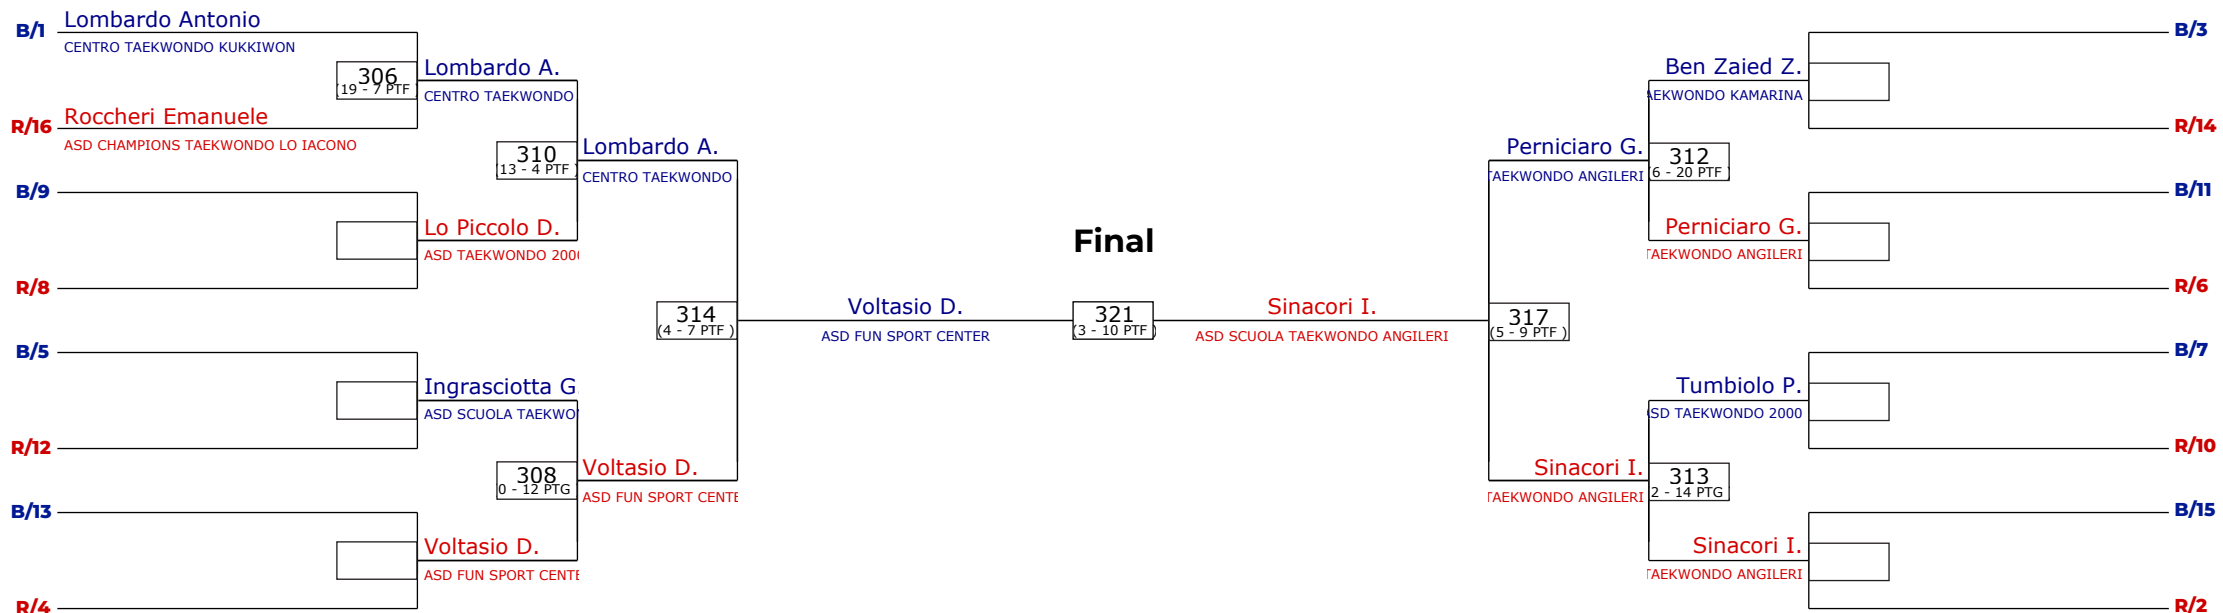 B/1
Lombardo Antonio
CENTRO TAEKWONDO KUKKIWON
306
(19 - 7 PTF
Lombardo A.
CENTRO TAEKWONDO
R/16
Roccheri Emanuele
ASD CHAMPIONS TAEKWONDO LO IACONO
310
(13 - 4 PTF )
Lombardo A.
CENTRO TAEKWONDO
B/9
Lo Piccolo D.
ASD TAEKWONDO 2000
R/8
314
(4 - 7 PTF )
B/5
Ingrasciotta G.
ASD SCUOLA TAEKWO
R/12
308
0 - 12 PTG
Voltasio D.
ASD FUN SPORT CENTE
B/13
Voltasio D.
ASD FUN SPORT CENTE
R/4
Final
Voltasio D.
ASD FUN SPORT CENTER
321
(3 - 10 PTF )
Sinacori I.
ASD SCUOLA TAEKWONDO ANGILERI
B/3
Ben Zaied Z.
AEKWONDO KAMARINA
R/14
Perniciaro G.
TAEKWONDO ANGILERI
312
(6 - 20 PTF )
B/11
Perniciaro G.
TAEKWONDO ANGILERI
R/6
317
(5 - 9 PTF )
B/7
Tumbiolo P.
SD TAEKWONDO 2000
R/10
Sinacori I.
TAEKWONDO ANGILERI
313
2 - 14 PTG
B/15
Sinacori I.
TAEKWONDO ANGILERI
R/2